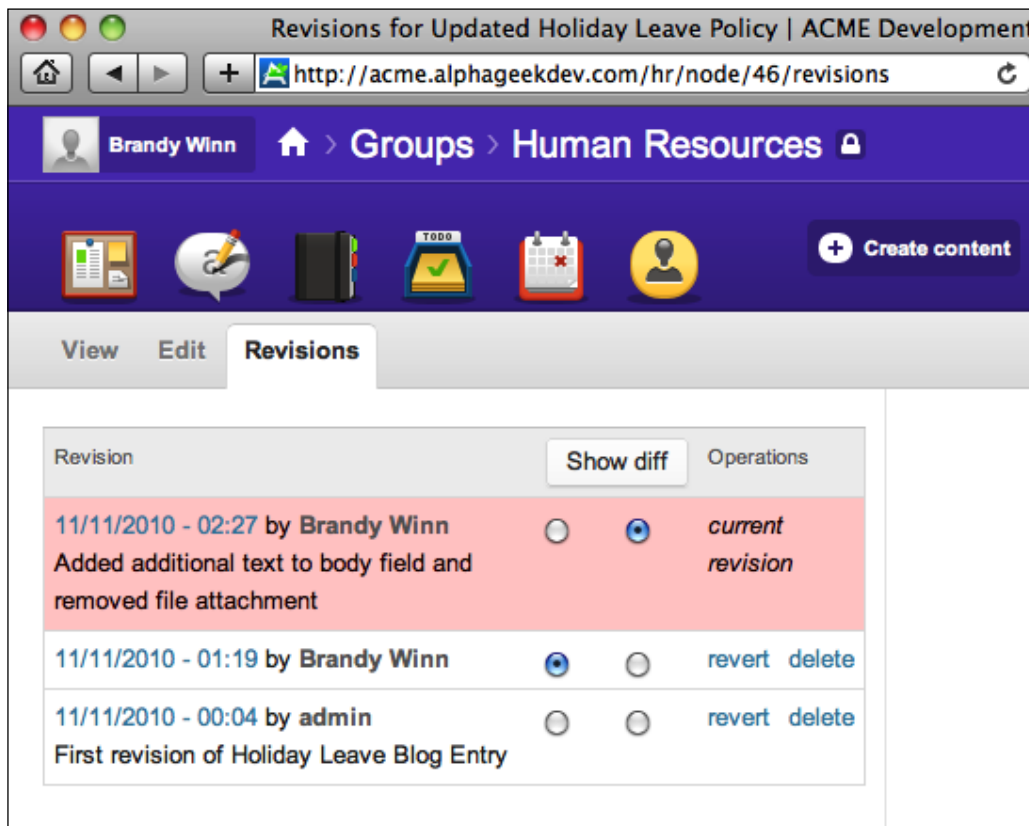 Revisions for Updated Holiday Leave Policy | ACME Development
http://acme.alphageekdev.com/hr/node/46/revisions
Brandy Winn
Groups › Human Resources
TODO
Create content
View Edit Revisions
Revision Show diff Operations
11/11/2010 - 02:27 by Brandy Winn current
Added additional text to body field and revision
removed file attachment
11/11/2010 - 01:19 by Brandy Winn revert delete
11/11/2010 - 00:04 by admin revert delete
First revision of Holiday Leave Blog Entry